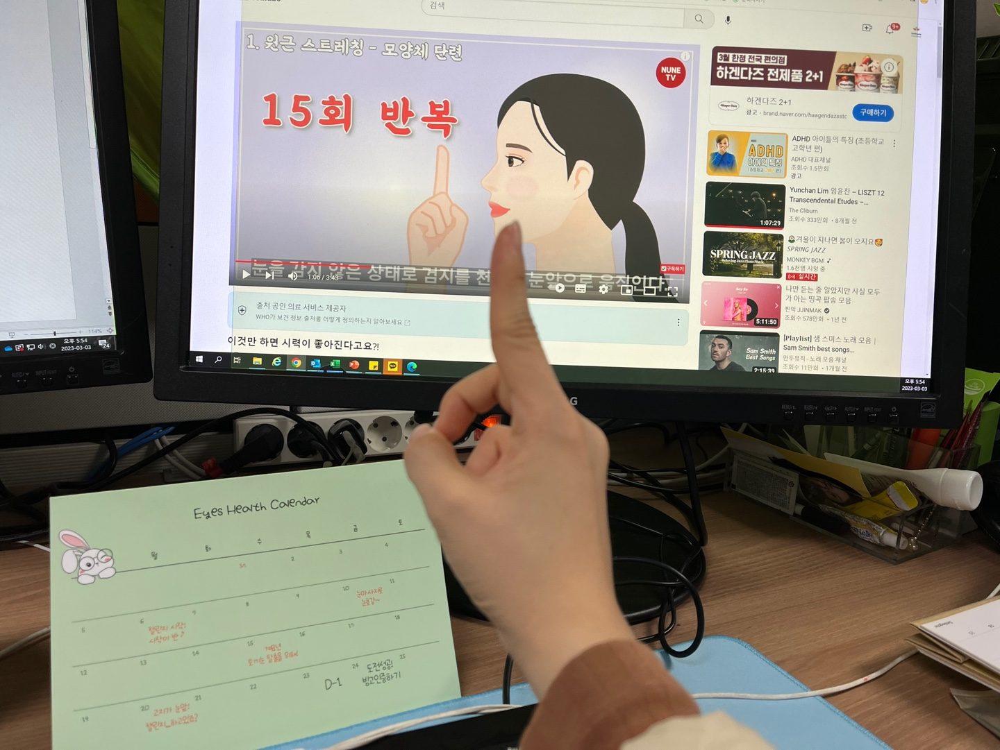 검색
9+
1. 원근 스트레칭 - 모양체 단련
NUNE
TV
15회 반복
구독하기
눈을 감지 않은 상태로 검지를 천 눈앞으로 움직인다.
1:06 / 3:43
출처 공인 의료 서비스 제공자
WHO가 보건 정보 출처를 어떻게 정의하는지 알아보세요
이것만 하면 시력이 좋아진다고요?!
3월 한정 전국 편의점
하겐다즈 전제품 2+1
하겐다즈 2+1
광고 · brand.naver.com/haagendazsstc
구매하기
ADHD
아이의 특징
ADHD 아이들의 특징 (초등학교
고학년 편)
ADHD 대표채널
조회수 1.5만회
광고
1:07:29
Yunchan Lim 임윤찬 – LISZT 12
Transcendental Etudes –...
The Cliburn
조회수 333만회 · 8개월 전
SPRING JAZZ
Relaxing Jazz Piano Music
겨울이 지나면 봄이 오지요
SPRING JAZZ
MONKEY BGM
1.6천명 시청 중
실시간
5:11:50
나만 듣는 줄 알았지만 사실 모두
가 아는 띵곡 팝송 모음
찐막 JJINMAK
조회수 578만회 · 1년 전
Sam Smith
Best Songs
2:15:39
[Playlist] 샘 스미스 노래 모음 |
Sam Smith best songs...
만두뮤직 - 노래 모음 채널
조회수 11만회 · 1개월 전
114%
오후 5:54
2023-03-03
24
오후 5:54
2023-03-03
G
Eyes Health Calendar
월 화 수 목 금 토
3/1 2 3 4
5 6 7 8 9 10 11
챌린지 시작!
시작이 반♪
눈마사지로
눈호강~
12 13 14 15 16 17 18
계묘년
토끼눈 탈출을 위해
19 20 21 22 23 24 25
고지가 눈앞!
챌린지_하고있죠?
D-1
도전성공!
빙고인증하기